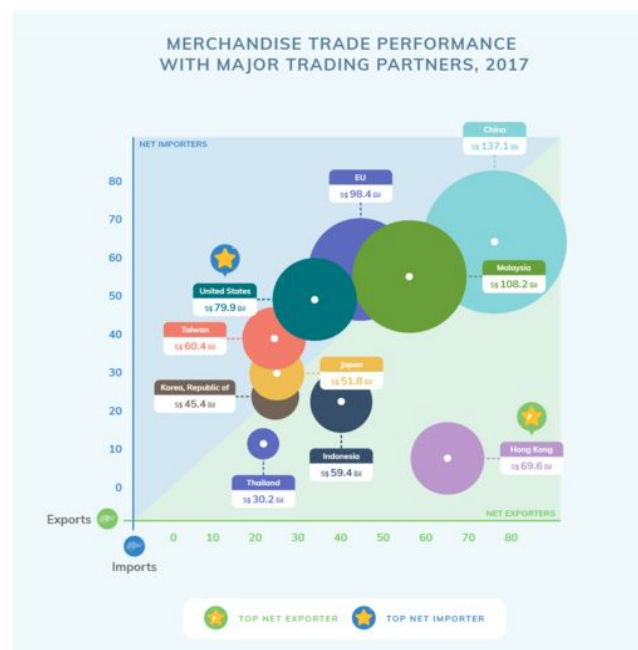 MERCHANDISE TRADE PERFORMANCE
WITH MAJOR TRADING PARTNERS, 2017
NET IMPORTERS
China
S$ 137.1 Bil
EU
S$ 98.4 Bil
80
70
60
50
40
30
20
10
0
United States
S$ 79.9 Bil
Malaysia
S$ 108.2 Bil
Taiwan
S$ 60.4 Bil
Japan
S$ 51.8 Bil
Korea, Republic of
S$ 45.4 Bil
Indonesia
S$ 59.4 Bil
Hong Kong
S$ 69.6 Bil
Thailand
S$ 30.2 Bil
NET EXPORTERS
Exports
Imports
0 10 20 30 40 50 60 70 80
TOP NET EXPORTER
TOP NET IMPORTER